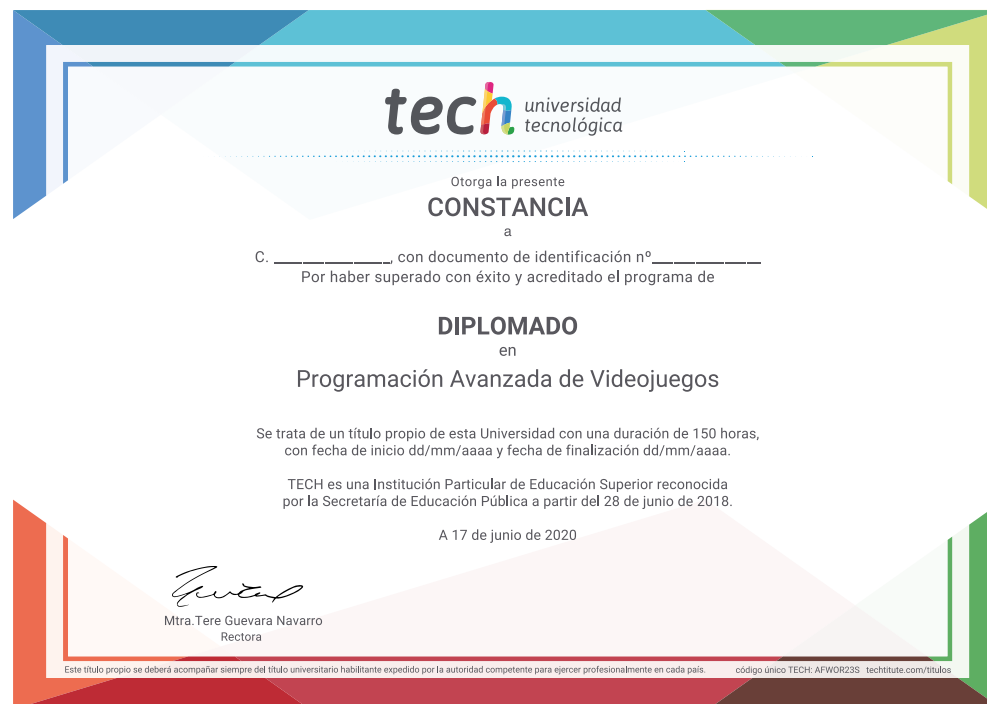 tech universidad
tecnológica
Otorga la presente
CONSTANCIA
a
C. ____________, con documento de identificación nº____________
Por haber superado con éxito y acreditado el programa de
DIPLOMADO
en
Programación Avanzada de Videojuegos
Se trata de un título propio de esta Universidad con una duración de 150 horas,
con fecha de inicio dd/mm/aaaa y fecha de finalización dd/mm/aaaa.
TECH es una Institución Particular de Educación Superior reconocida
por la Secretaría de Educación Pública a partir del 28 de junio de 2018.
A 17 de junio de 2020
Mtra.Tere Guevara Navarro
Rectora
Este título propio se deberá acompañar siempre del título universitario habilitante expedido por la autoridad competente para ejercer profesionalmente en cada país. código único TECH: AFWOR23S techtitute.com/titulos